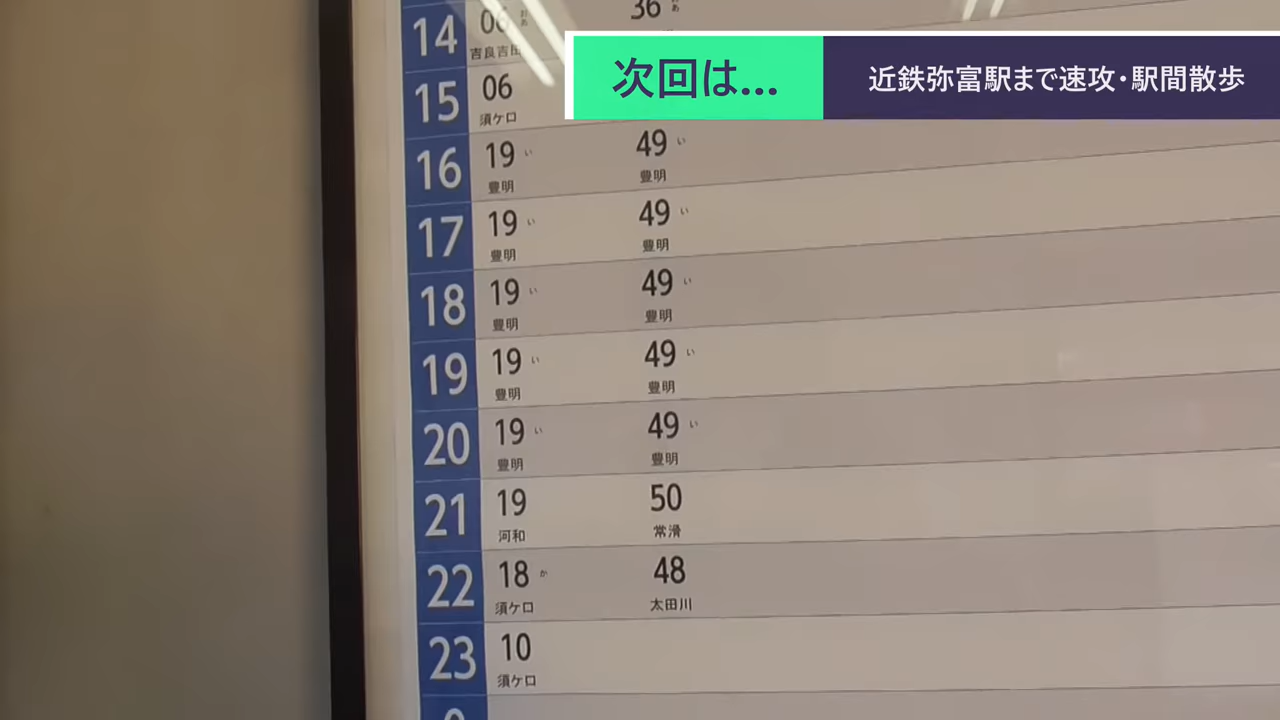 次回は…
近鉄弥富駅まで速攻・駅間散歩
14 06 36
吉良吉田
15 06
須ケ口
16 19 い 49 い
豊明 豊明
17 19 い 49 い
豊明 豊明
18 19 い 49 い
豊明 豊明
19 19 い 49 い
豊明 豊明
20 19 い 49 い
豊明 豊明
21 19 50
河和 常滑
22 18 か 48
須ケ口 太田川
23 10
須ケ口